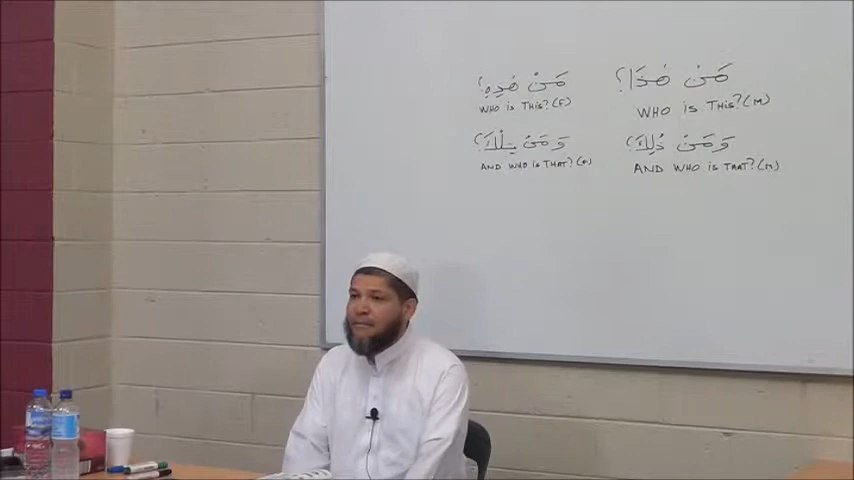 مَنْ هٰذَا؟
WHO IS THIS? (M)
وَ مَنْ ذٰلِكَ؟
AND WHO IS THAT? (M)
مَنْ هٰذِهِ؟
WHO IS THIS? (F)
وَ مَنْ تِلْكَ؟
AND WHO IS THAT? (F)